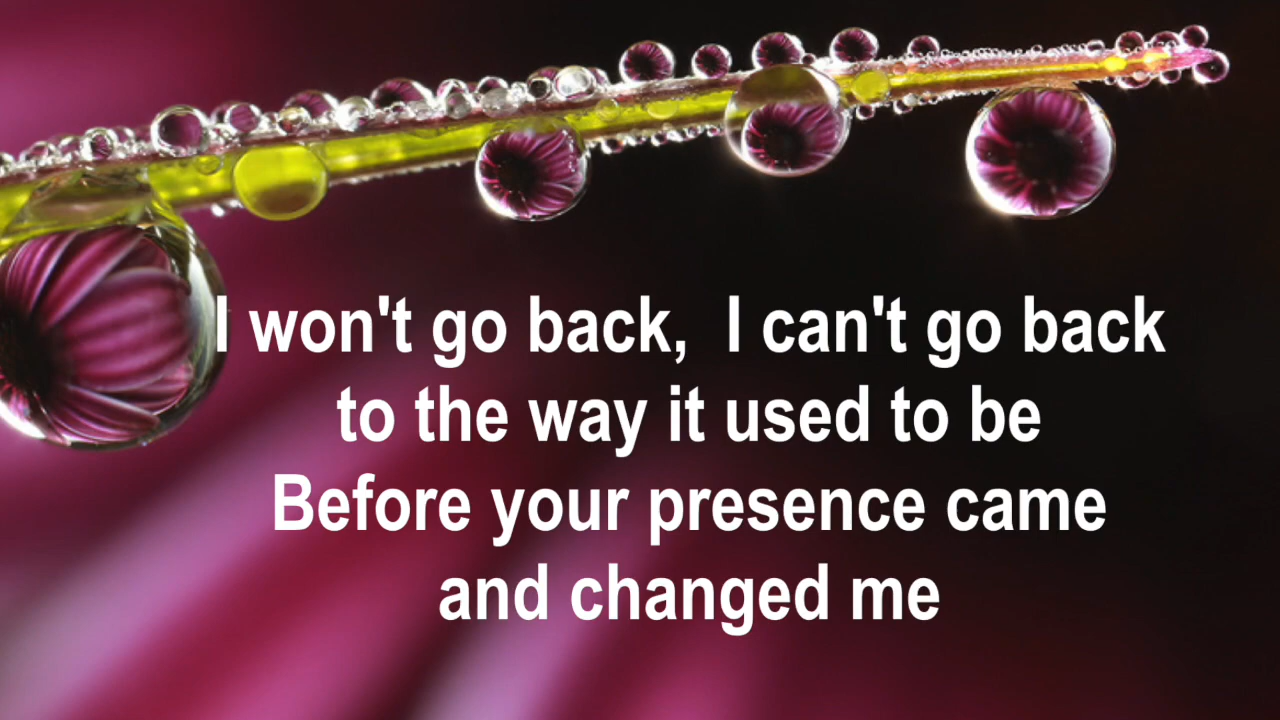 I won't go back,  I can't go back
to the way it used to be
Before your presence came
and changed me